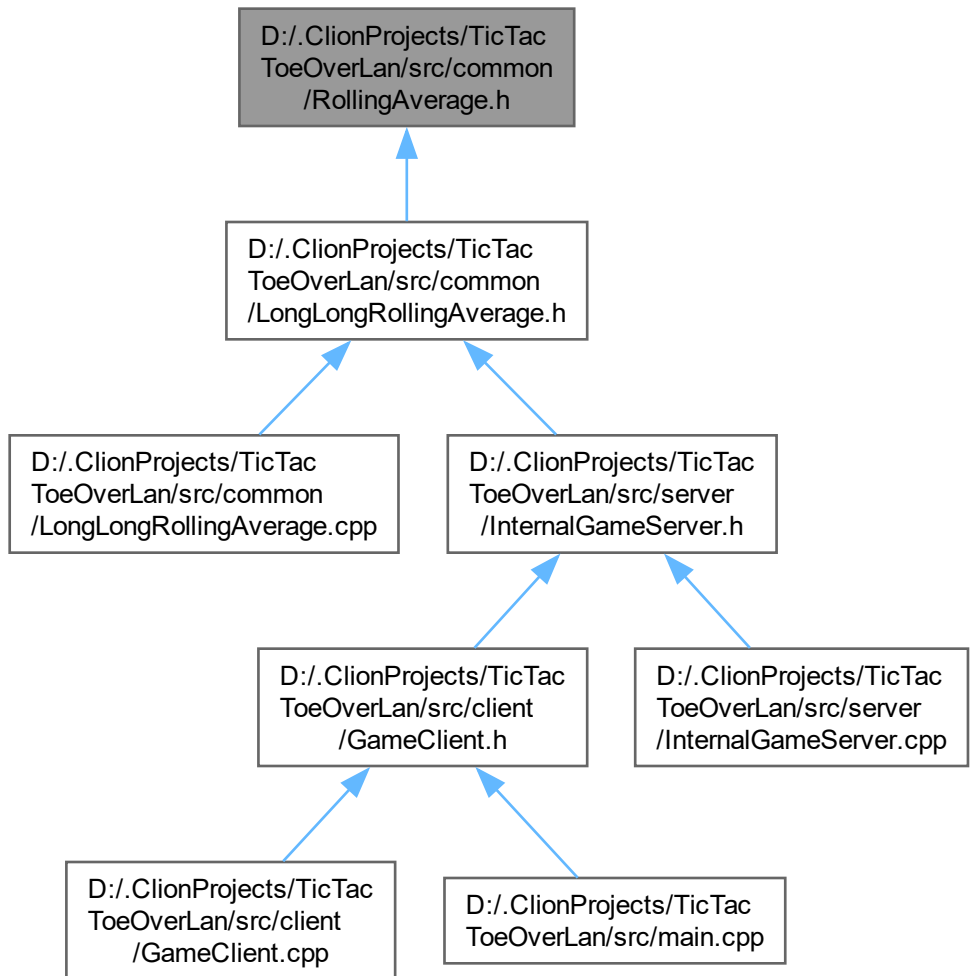 D:/.ClionProjects/TicTac
ToeOverLan/src/common
/RollingAverage.h
D:/.ClionProjects/TicTac
ToeOverLan/src/common
/LongLongRollingAverage.h
D:/.ClionProjects/TicTac
ToeOverLan/src/common
/LongLongRollingAverage.cpp
D:/.ClionProjects/TicTac
ToeOverLan/src/server
/InternalGameServer.h
D:/.ClionProjects/TicTac
ToeOverLan/src/client
/GameClient.h
D:/.ClionProjects/TicTac
ToeOverLan/src/server
/InternalGameServer.cpp
D:/.ClionProjects/TicTac
ToeOverLan/src/client
/GameClient.cpp
D:/.ClionProjects/TicTac
ToeOverLan/src/main.cpp